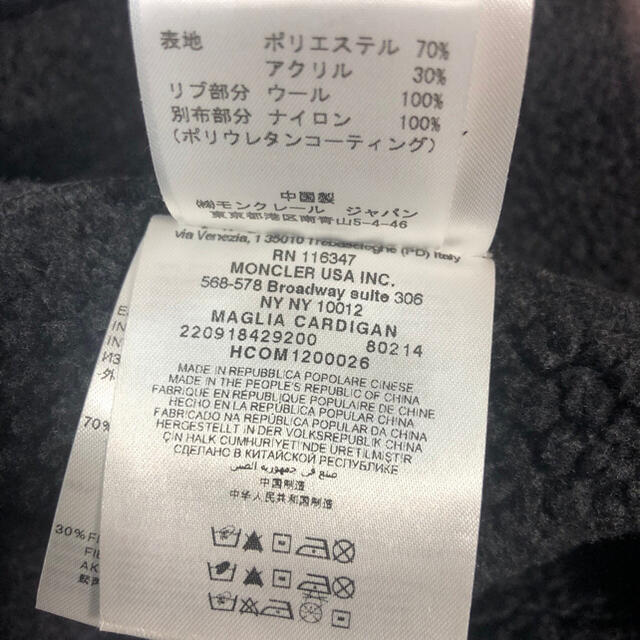 表地 ポリエステル 70%
アクリル 30%
リブ部分 ウール 100%
別布部分 ナイロン 100%
(ポリウレタンコーティング)
中国製
㈱モンクレール ジャパン
東京都港区南青山5-4-46
via Venezia, 1 35010 Trebaseleghe (PD) Italy
RN 116347
MONCLER USA INC.
568-578 Broadway suite 306
NY NY 10012
MAGLIA CARDIGAN
220918429200 80214
HCOM1200026
MADE IN REPUBBLICA POPOLARE CINESE
MADE IN THE PEOPLE'S REPUBLIC OF CHINA
FABRIQUE EN RÉPUBLIQUE POPULAIRE DE CHINE
HECHO EN LA REPUBLICA POPULAR CHINA
FABRICADO NA REPÚBLICA POPULAR DA CHINA
HERGESTELLT IN DER VOLKSREPUBLIK CHINA
ÇIN HALK CUMHURIYETI'NDE ÜRETILMIŞTIR
СДЕЛАНО В КИТАЙСКОЙ РЕСПУБЛИКЕ
صنع في جمهورية الصين
中国制造
中华人民共和国制造
70%
30% F